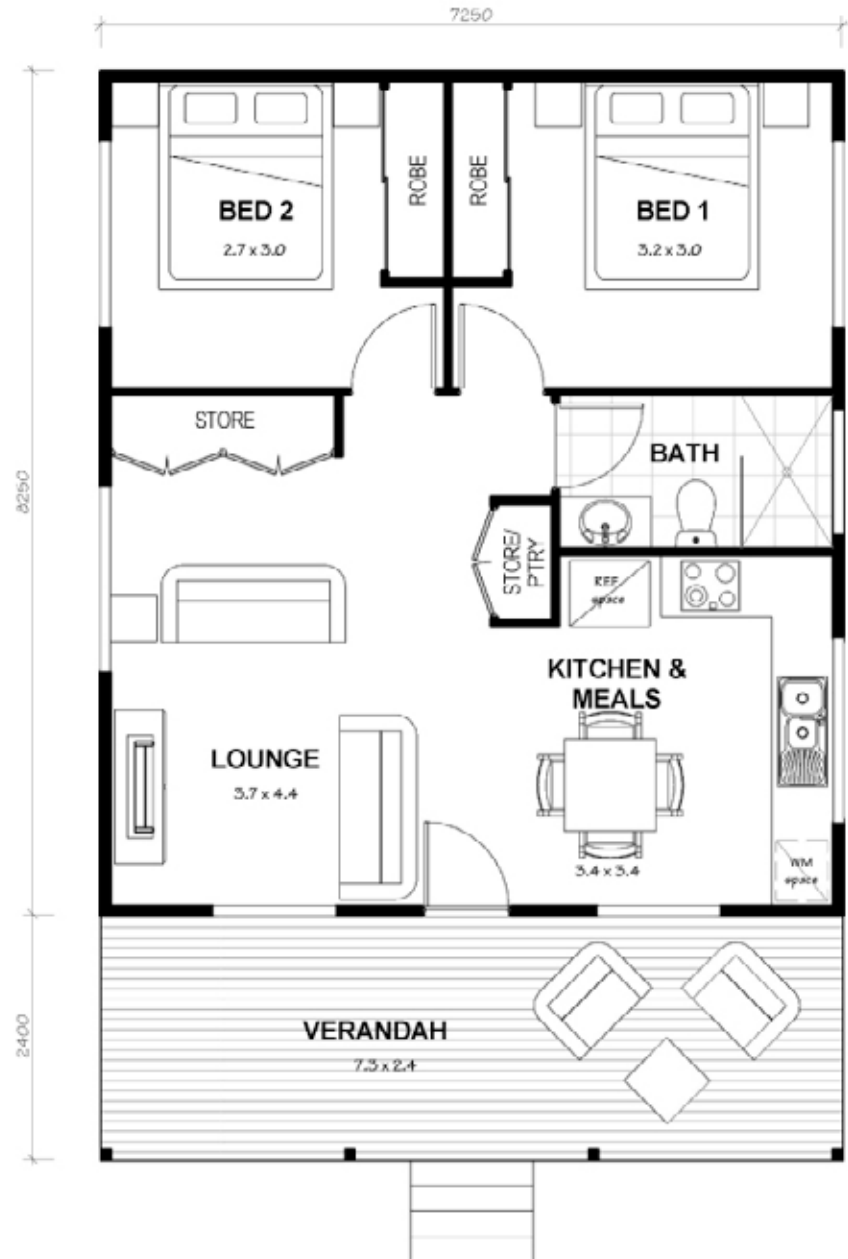 7250
BED 2
2.7 x 3.0
ROBE
ROBE
BED 1
3.2 x 3.0
STORE
BATH
8250
STORE/
PTRY
REF
space
KITCHEN &
MEALS
LOUNGE
3.7 x 4.4
3.4 x 3.4
WM
space
VERANDAH
7.3 x 2.4
2400